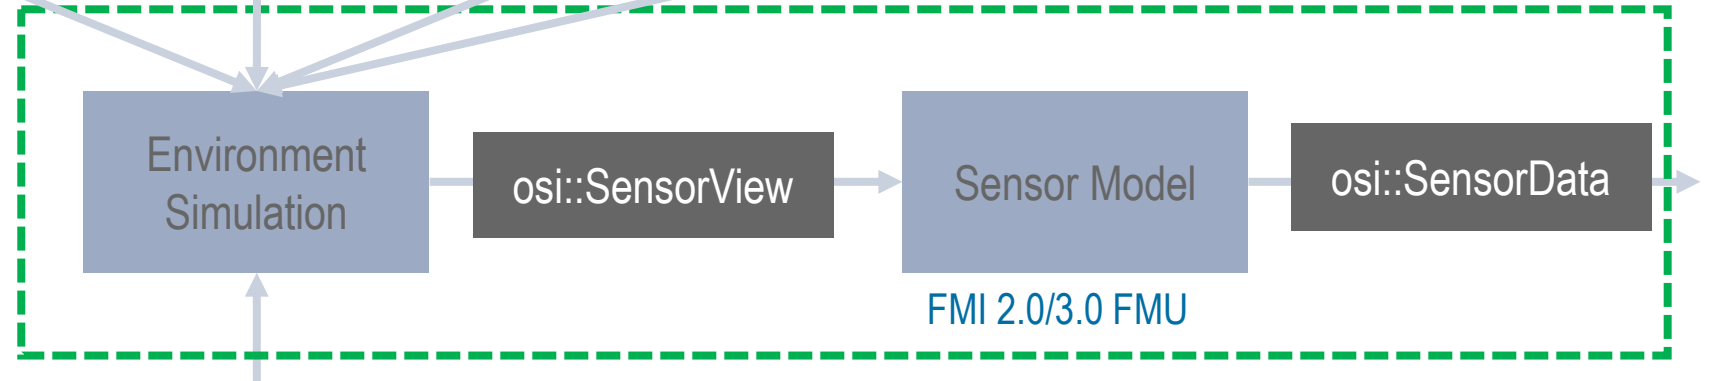 Environment
Simulation
osi::SensorView
Sensor Model
osi::SensorData
FMI 2.0/3.0 FMU